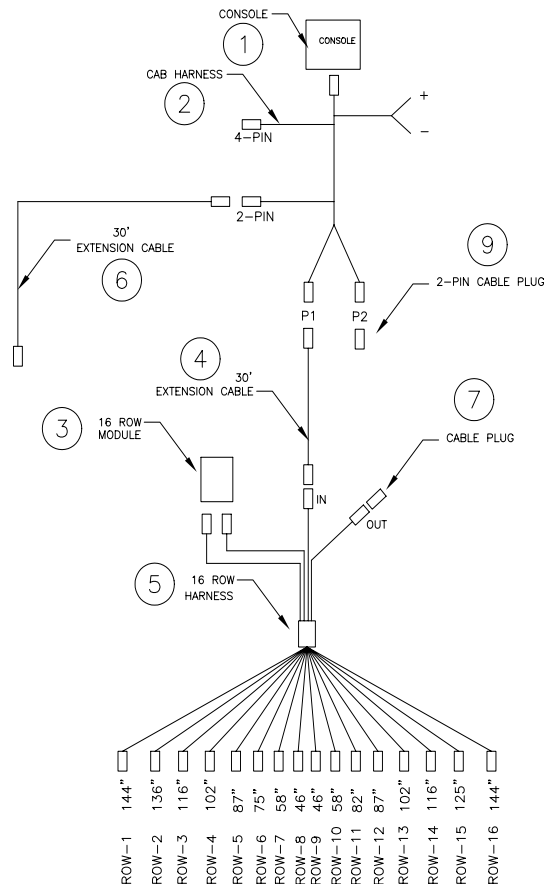 CONSOLE
CONSOLE
1
CAB HARNESS
2
+
−
4-PIN
2-PIN
30'
EXTENSION CABLE
6
9
2-PIN CABLE PLUG
P1
P2
4
30'
EXTENSION CABLE
7
CABLE PLUG
3
16 ROW
MODULE
IN
OUT
5
16 ROW
HARNESS
ROW-1 144"
ROW-2 136"
ROW-3 116"
ROW-4 102"
ROW-5 87"
ROW-6 75"
ROW-7 58"
ROW-8 46"
ROW-9 46"
ROW-10 58"
ROW-11 82"
ROW-12 87"
ROW-13 102"
ROW-14 116"
ROW-15 125"
ROW-16 144"